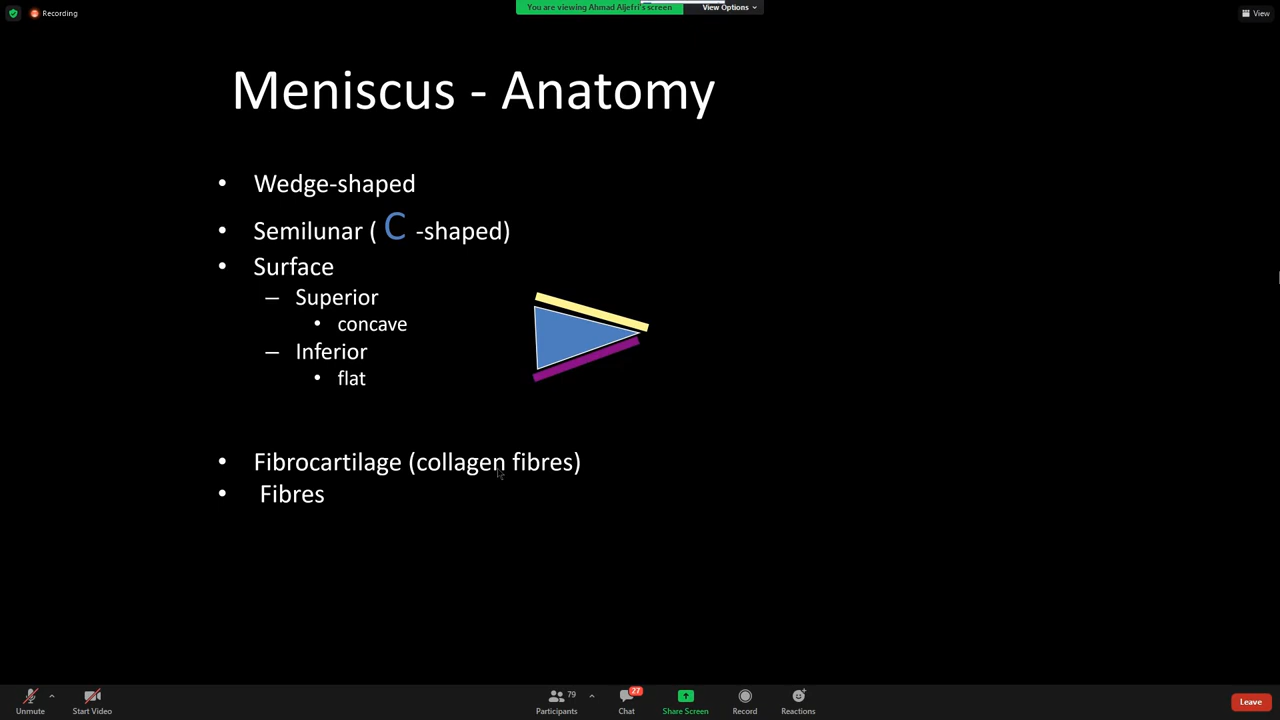 Recording
You are viewing Ahmad Aljefri's screen
View Options
View
Meniscus - Anatomy
• Wedge-shaped
• Semilunar ( C -shaped)
• Surface
– Superior
• concave
– Inferior
• flat
• Fibrocartilage (collagen fibres)
• Fibres
Unmute
Start Video
79
Participants
27
Chat
Share Screen
Record
Reactions
Leave